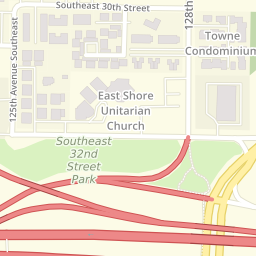 Southeast 30th Street
128th
125th Avenue Southeast
Towne
Condominium
East Shore
Unitarian
Church
Southeast
32nd
Street
Park